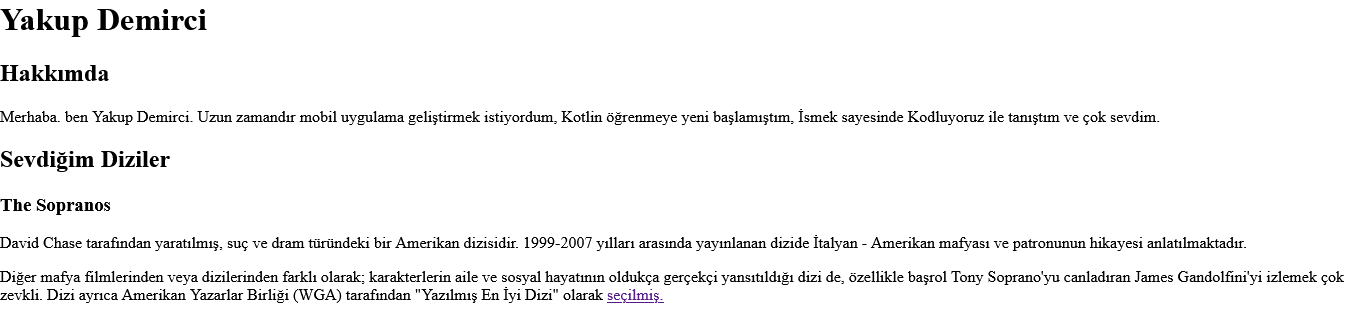 Yakup Demirci
Hakkımda
Merhaba. ben Yakup Demirci. Uzun zamandır mobil uygulama geliştirmek istiyordum, Kotlin öğrenmeye yeni başlamıştım, İsmek sayesinde Kodluyoruz ile tanıştım ve çok sevdim.
Sevdiğim Diziler
The Sopranos
David Chase tarafından yaratılmış, suç ve dram türündeki bir Amerikan dizisidir. 1999-2007 yılları arasında yayınlanan dizide İtalyan - Amerikan mafyası ve patronunun hikayesi anlatılmaktadır.
Diğer mafya filmlerinden veya dizilerinden farklı olarak; karakterlerin aile ve sosyal hayatının oldukça gerçekçi yansıtıldığı dizi de, özellikle başrol Tony Soprano'yu canladıran James Gandolfini'yi izlemek çok
zevkli. Dizi ayrıca Amerikan Yazarlar Birliği (WGA) tarafından "Yazılmış En İyi Dizi" olarak seçilmiş.